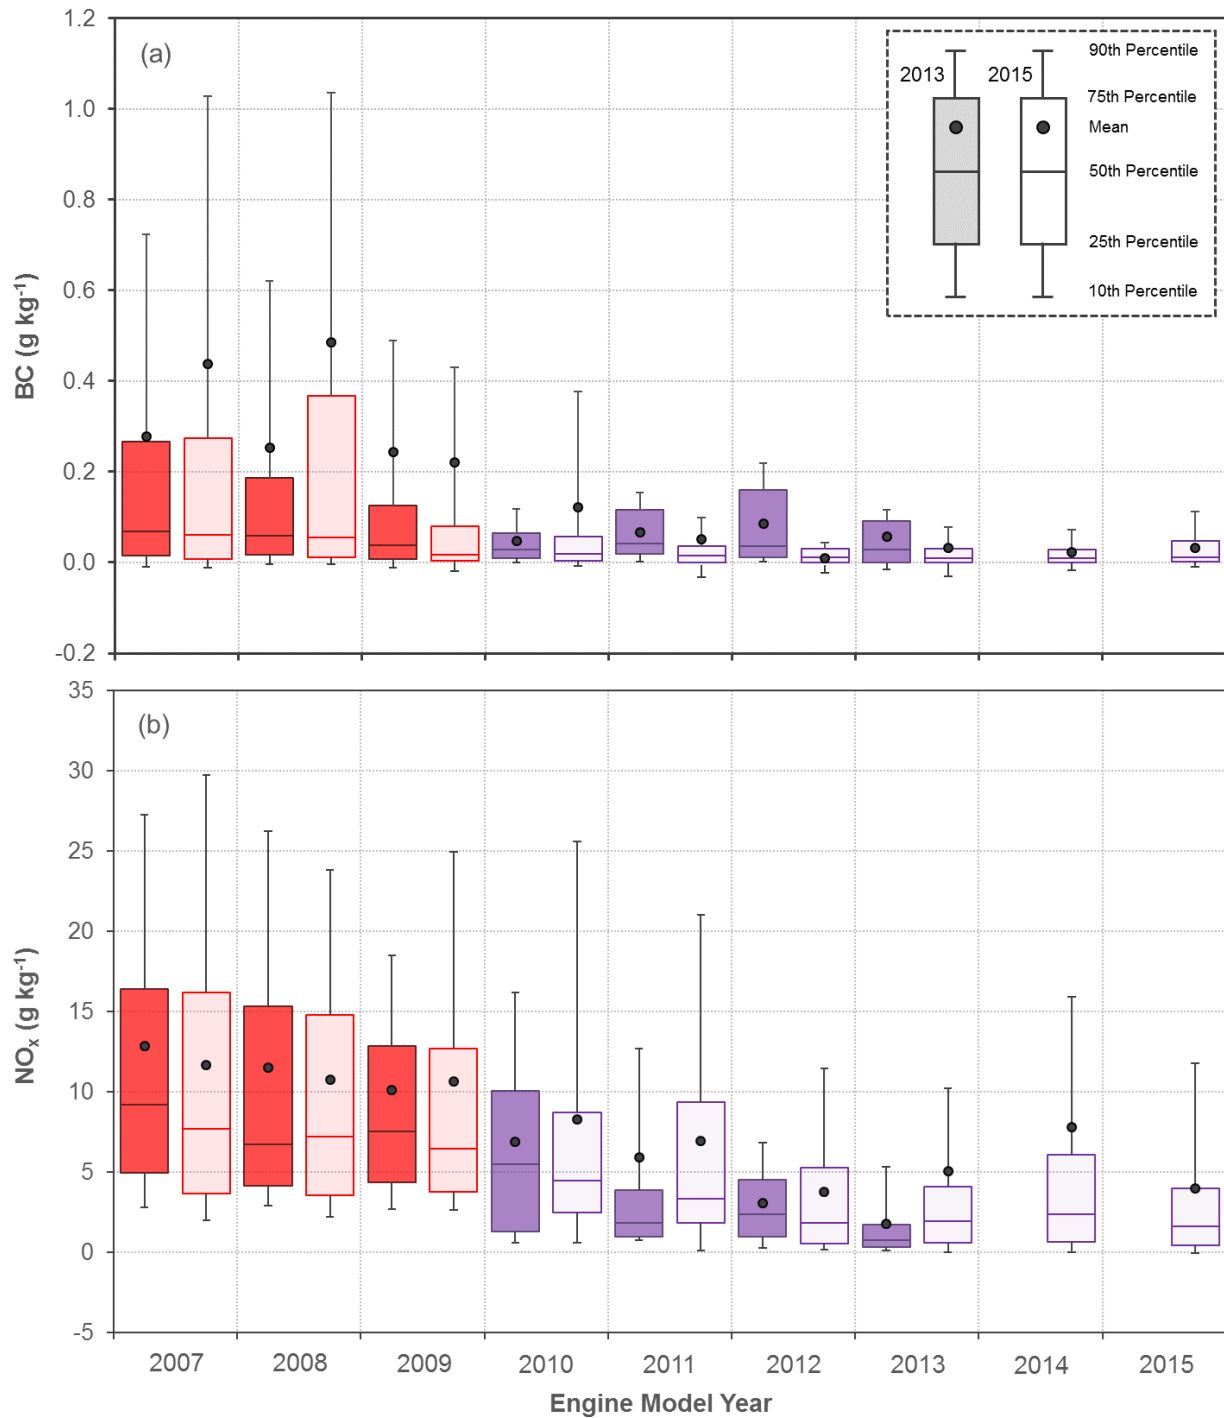 (a)
1.2
1.0
0.8
0.6
0.4
0.2
0.0
-0.2
BC (g kg⁻¹)
2013
2015
90th Percentile
75th Percentile
Mean
50th Percentile
25th Percentile
10th Percentile
(b)
35
30
25
20
15
10
5
0
-5
NOₓ (g kg⁻¹)
2007 2008 2009 2010 2011 2012 2013 2014 2015
Engine Model Year